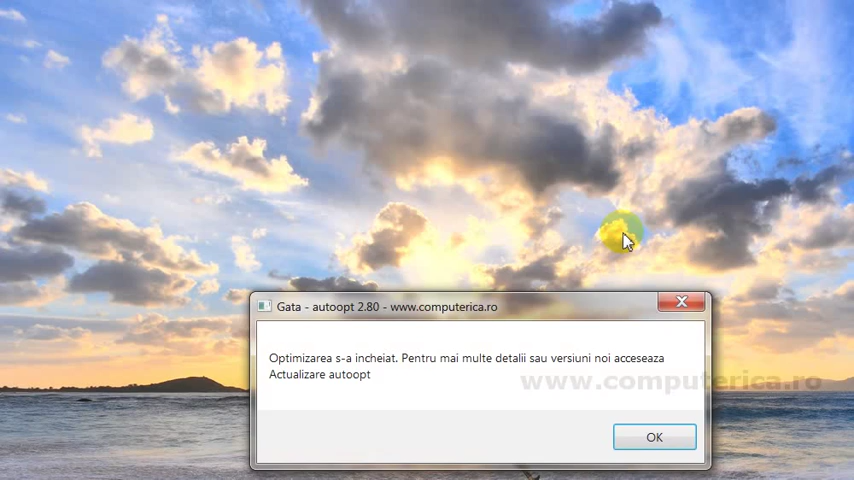 Gata - autoopt 2.80 - www.computerica.ro
Optimizarea s-a incheiat. Pentru mai multe detalii sau versiuni noi acceseaza
Actualizare autoopt
www.computerica.ro
OK